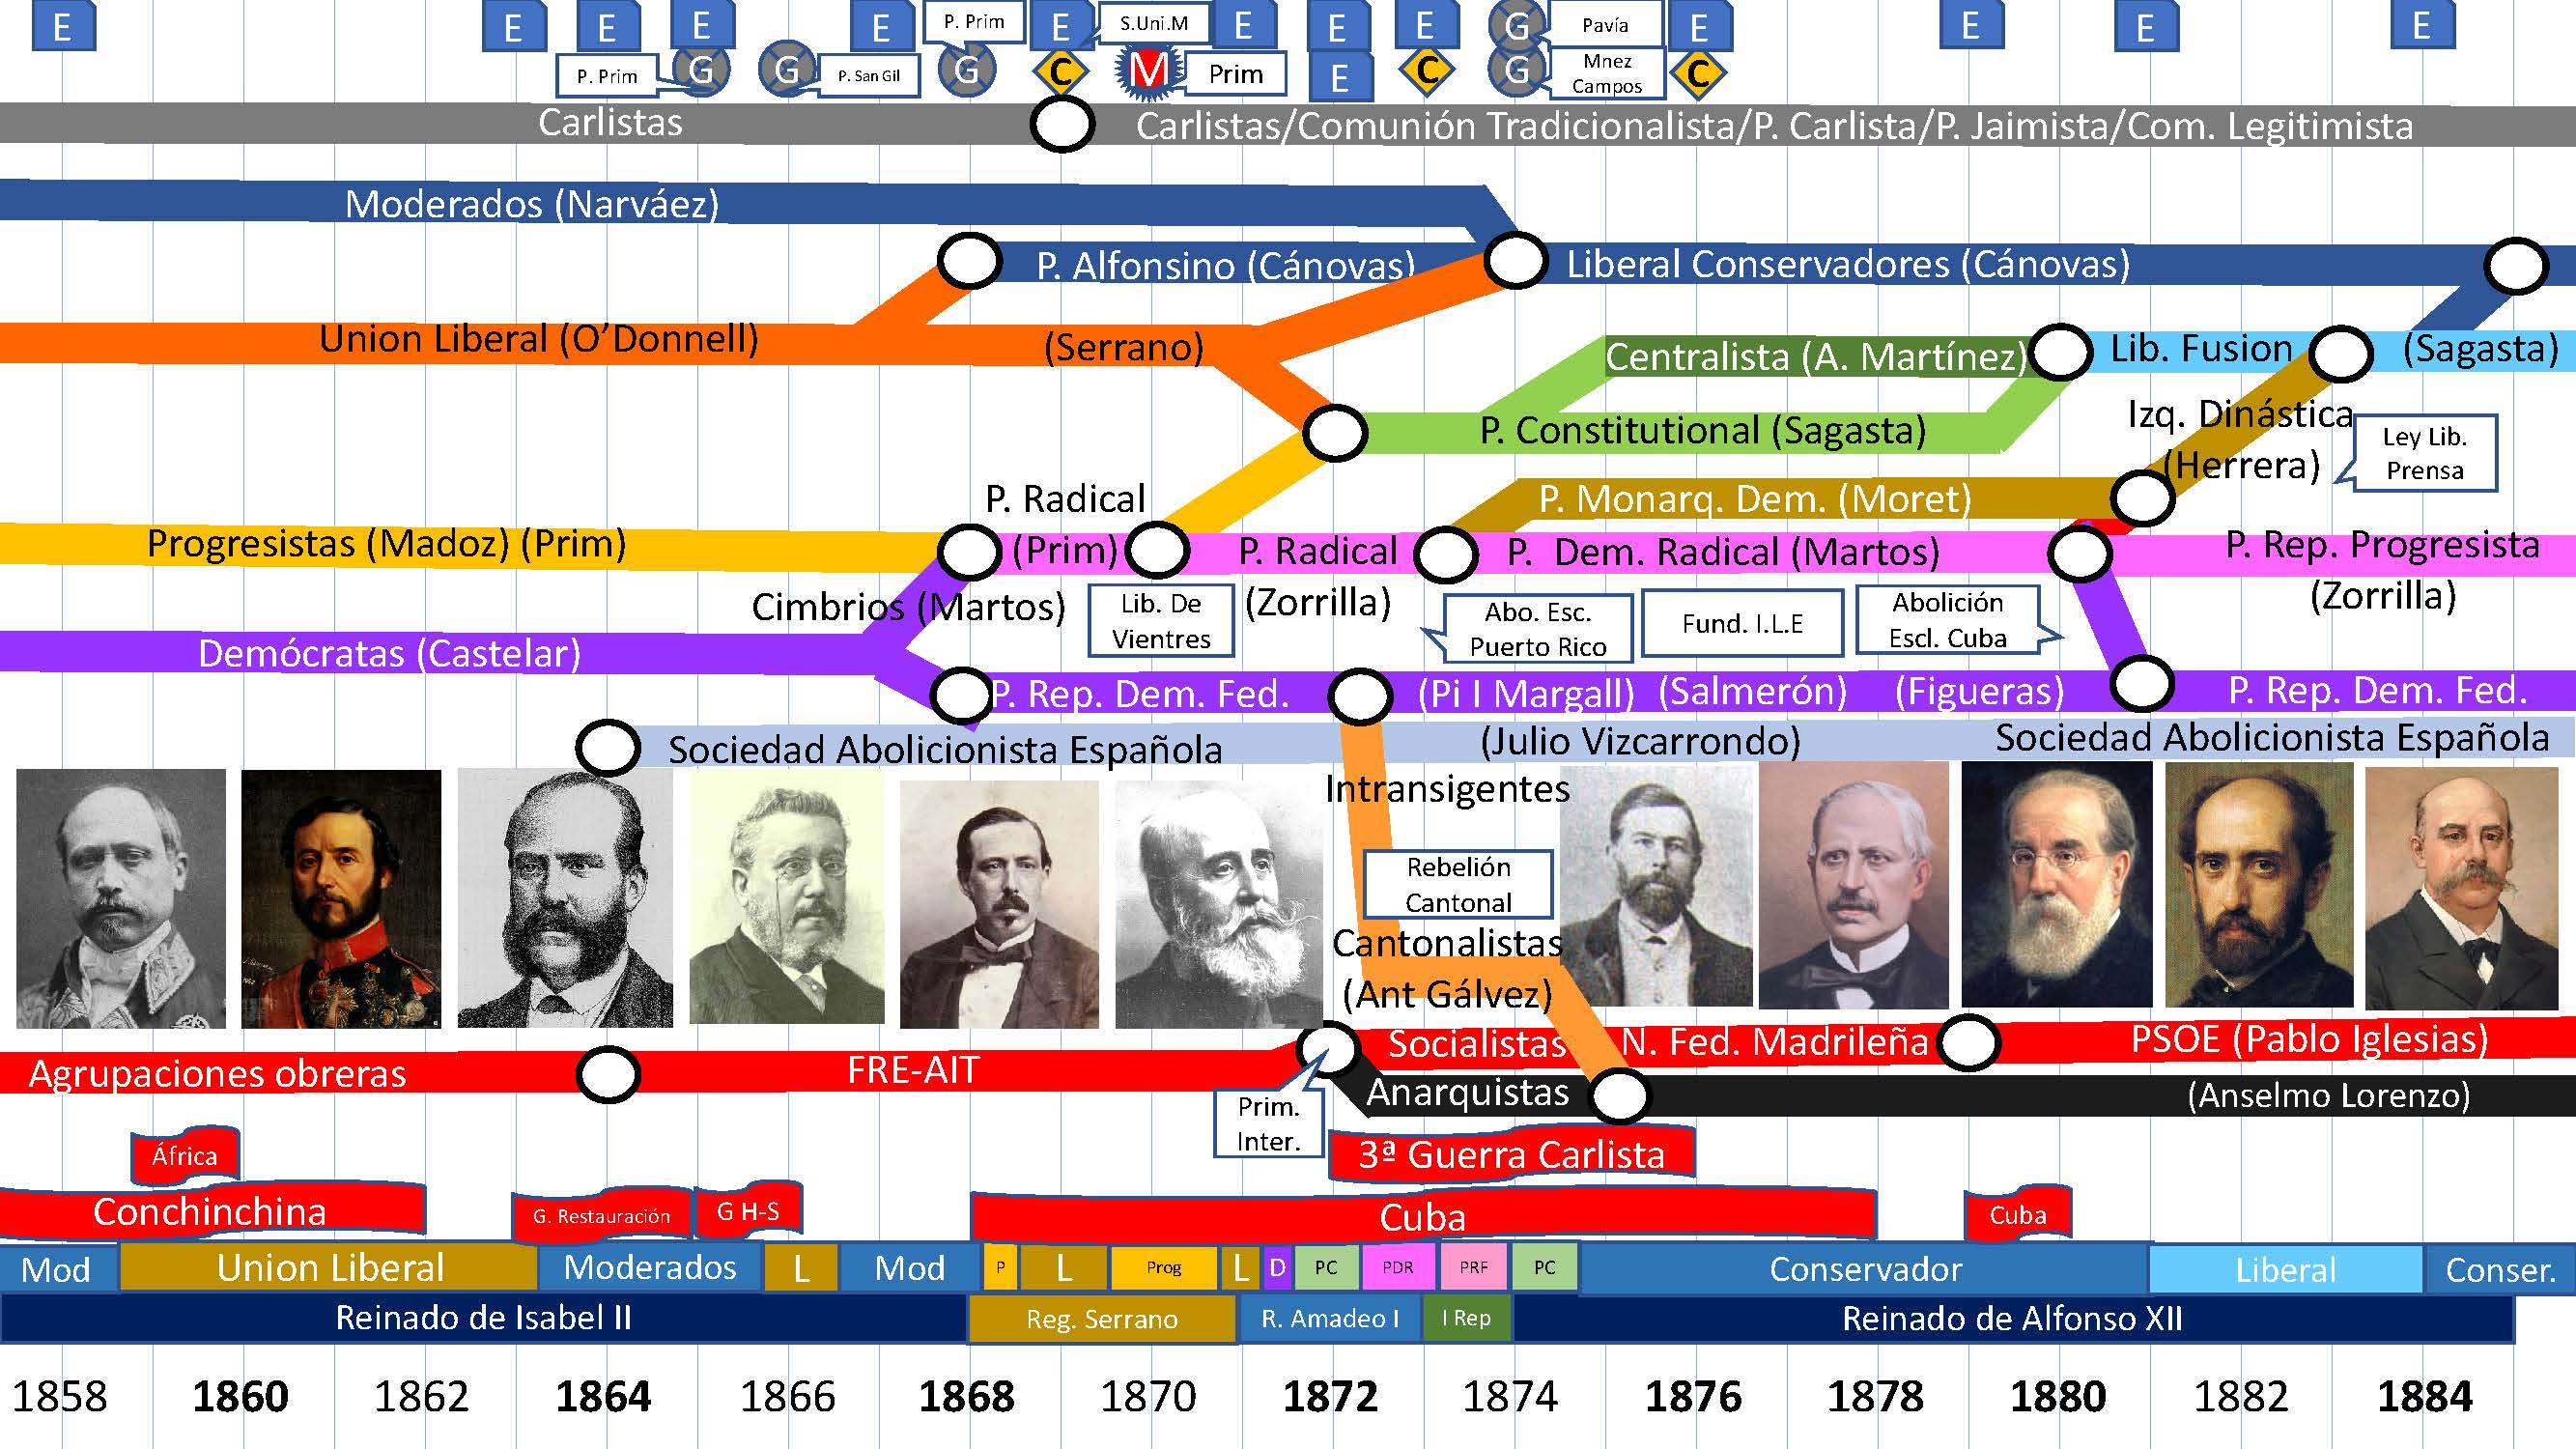 E E E E E P. Prim E S.Uni.M E E E G Pavía E E E E
P. Prim G G P. San Gil G C M Prim E C G Mnez
Campos C
Carlistas Carlistas/Comunión Tradicionalista/P. Carlista/P. Jaimista/Com. Legitimista
Moderados (Narváez)
P. Alfonsino (Cánovas) Liberal Conservadores (Cánovas)
Union Liberal (O’Donnell) (Serrano) Centralista (A. Martínez) Lib. Fusion (Sagasta)
P. Constitutional (Sagasta) Izq. Dinástica
(Herrera)
Ley Lib.
Prensa
P. Radical
(Prim)
P. Monarq. Dem. (Moret)
Progresistas (Madoz) (Prim) P. Radical
(Zorrilla)
P. Dem. Radical (Martos) P. Rep. Progresista
(Zorrilla)
Cimbrios (Martos) Lib. De
Vientres
Abo. Esc.
Puerto Rico
Fund. I.L.E
Abolición
Escl. Cuba
Demócratas (Castelar)
P. Rep. Dem. Fed. (Pi I Margall) (Salmerón) (Figueras) P. Rep. Dem. Fed.
Sociedad Abolicionista Española (Julio Vizcarrondo) Sociedad Abolicionista Española
Intransigentes
Rebelión
Cantonal
Cantonalistas
(Ant Gálvez)
Agrupaciones obreras FRE-AIT Socialistas N. Fed. Madrileña PSOE (Pablo Iglesias)
Anarquistas (Anselmo Lorenzo)
Prim.
Inter.
África 3ª Guerra Carlista
Conchinchina G. Restauración G H-S Cuba Cuba
Mod Union Liberal Moderados L Mod P L Prog L D PC PDR PRF PC Conservador Liberal Conser.
Reinado de Isabel II Reg. Serrano R. Amadeo I I Rep Reinado de Alfonso XII
1858 1860 1862 1864 1866 1868 1870 1872 1874 1876 1878 1880 1882 1884